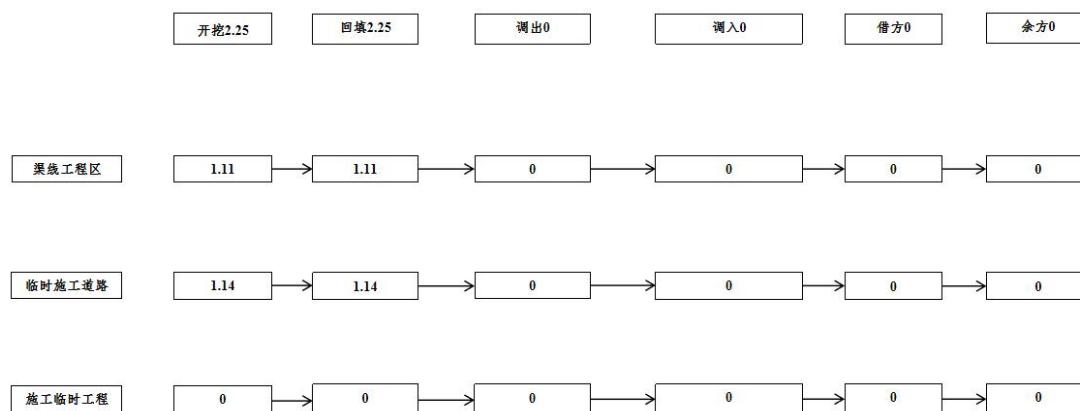 开挖2.25 回填2.25 调出0 调入0 借方0 余方0
渠线工程区 1.11 1.11 0 0 0 0
临时施工道路 1.14 1.14 0 0 0 0
施工临时工程 0 0 0 0 0 0